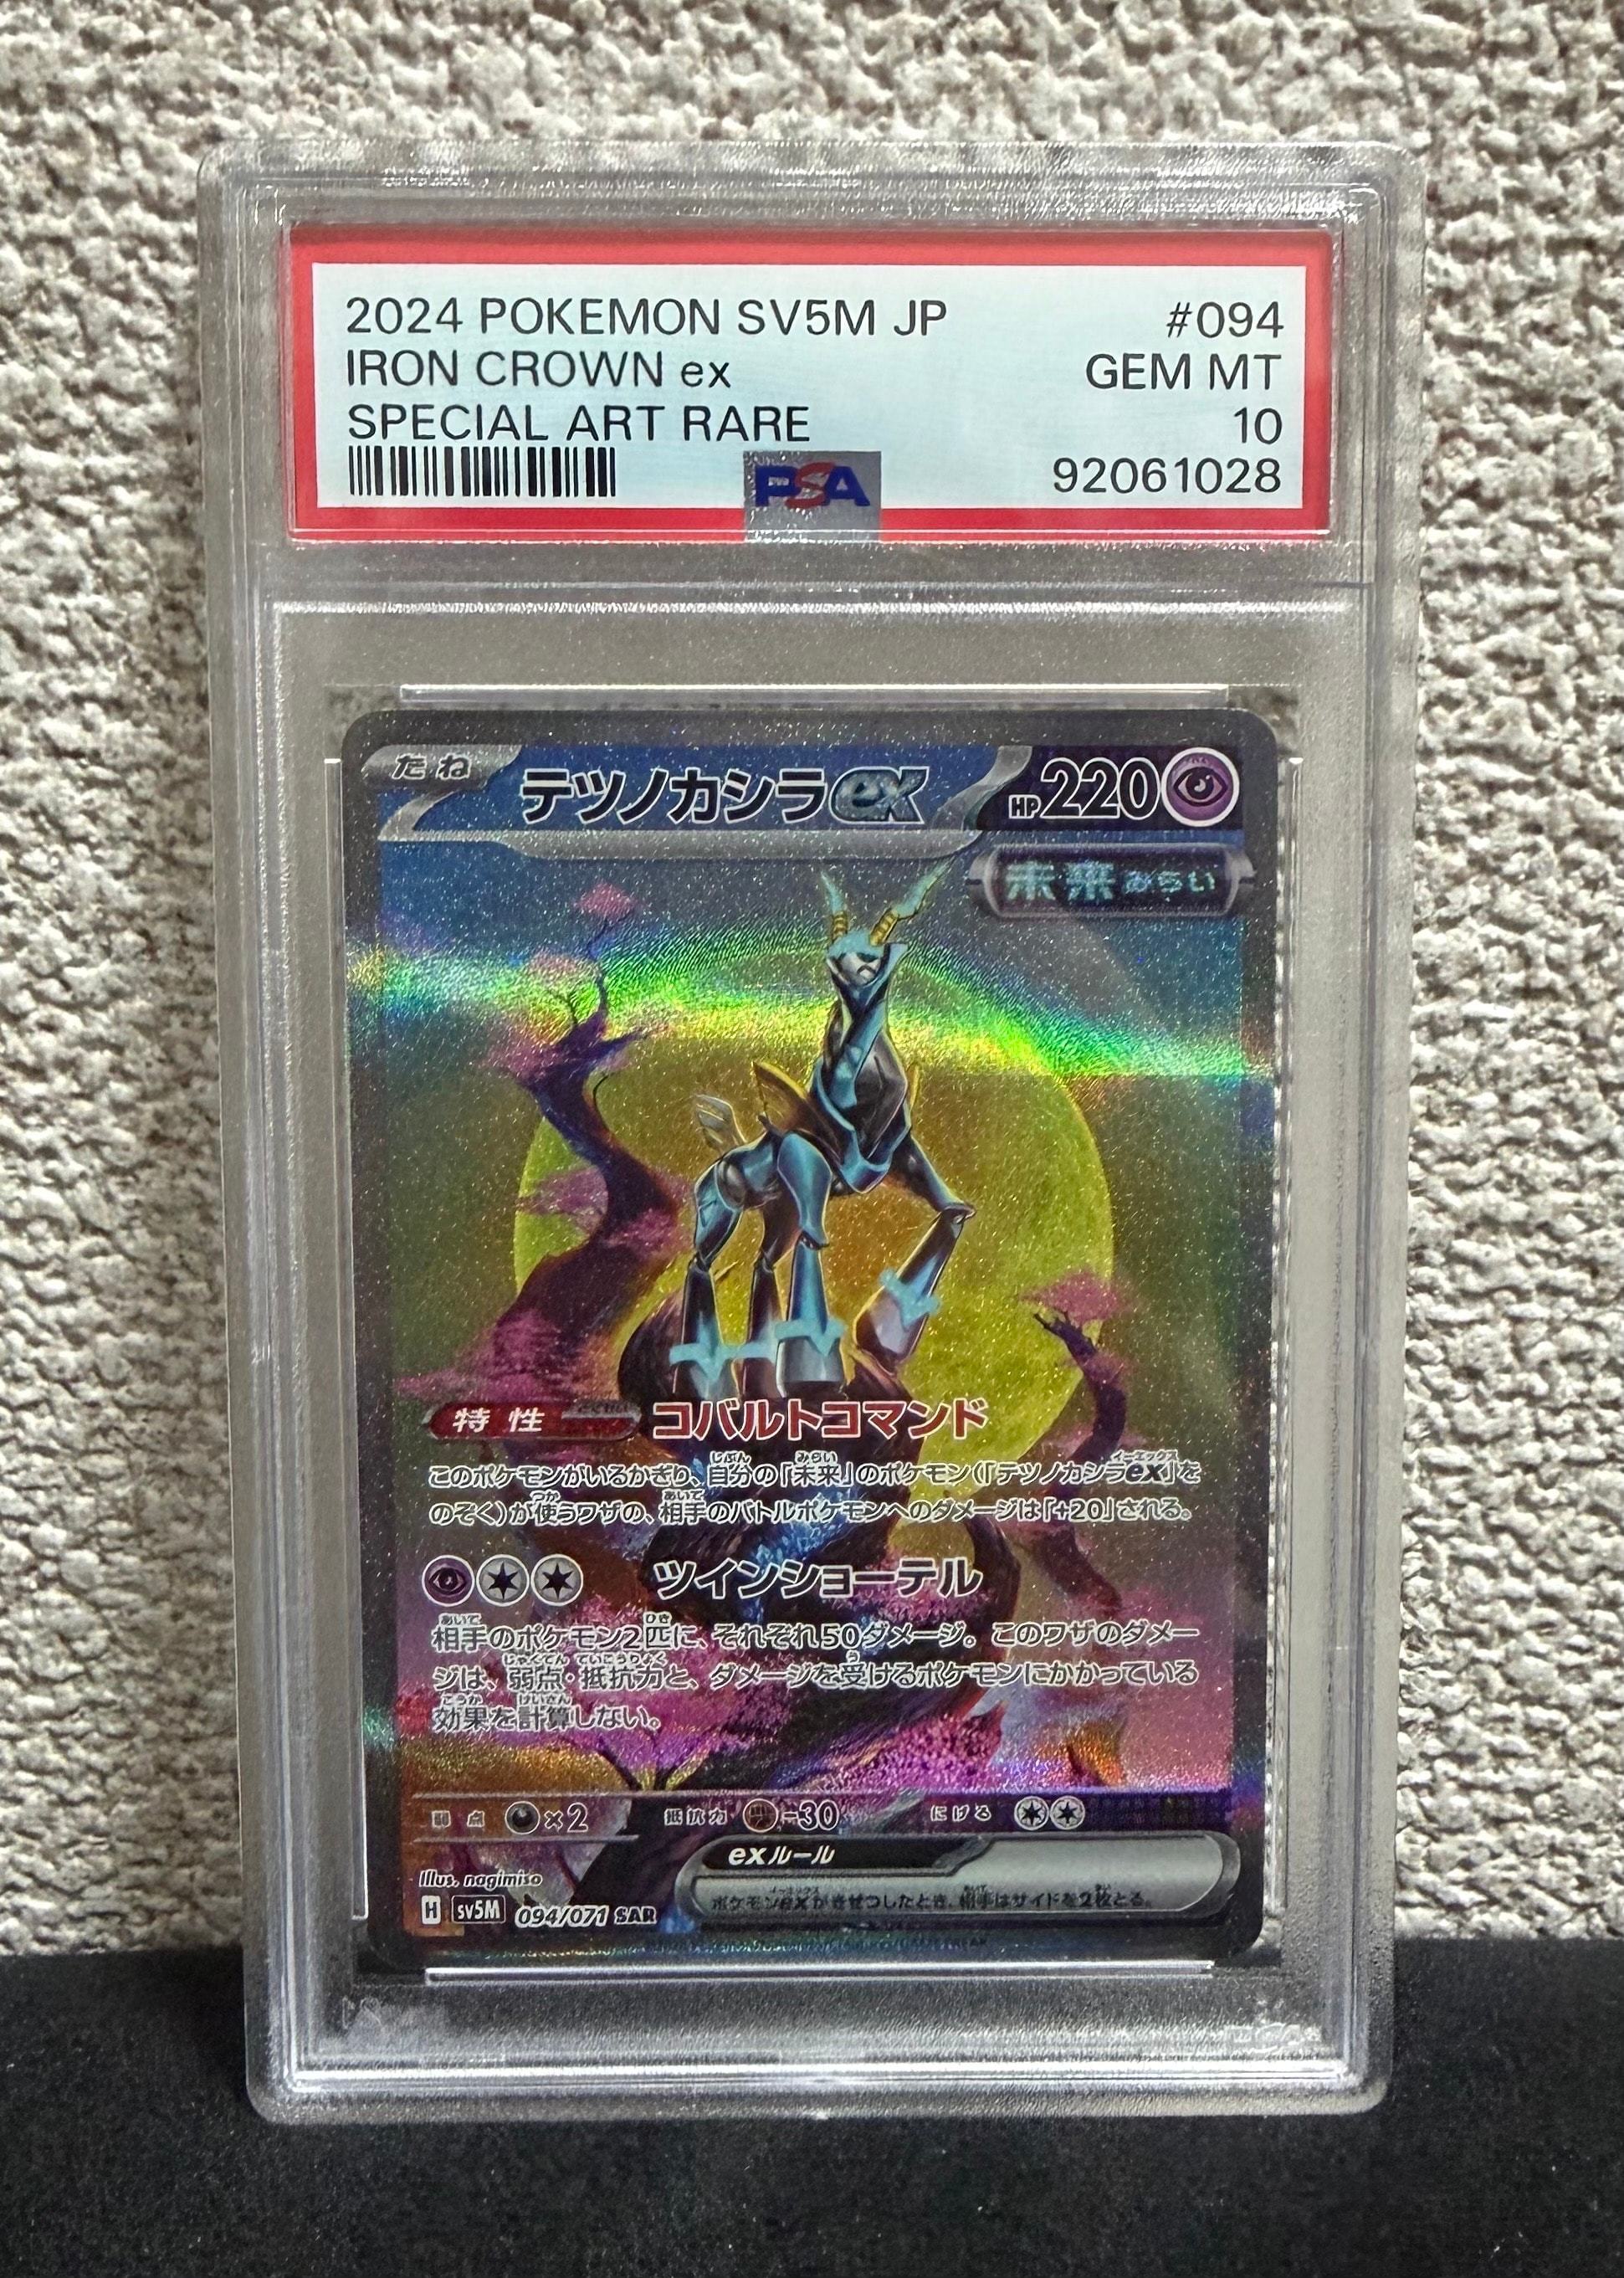 2024 POKEMON SV5M JP #094
IRON CROWN ex GEM MT
SPECIAL ART RARE 10
PSA 92061028
たね テツノカシラex HP220
未来 みらい
特性 コバルトコマンド
このポケモンがいるかぎり、自分の「未来」のポケモン(「テツノカシラex」を
のぞく)が使うワザの、相手のバトルポケモンへのダメージは「+20」される。
ツインショーテル
相手のポケモン2匹に、それぞれ50ダメージ。このワザのダメー
ジは、弱点・抵抗力と、ダメージを受けるポケモンにかかっている
効果を計算しない。
弱点 ×2 抵抗力 -30 にげる
exルール
ポケモンexがきぜつしたとき、相手はサイドを2枚とる。
Illus. nagimiso
H SV5M 094/071 SAR